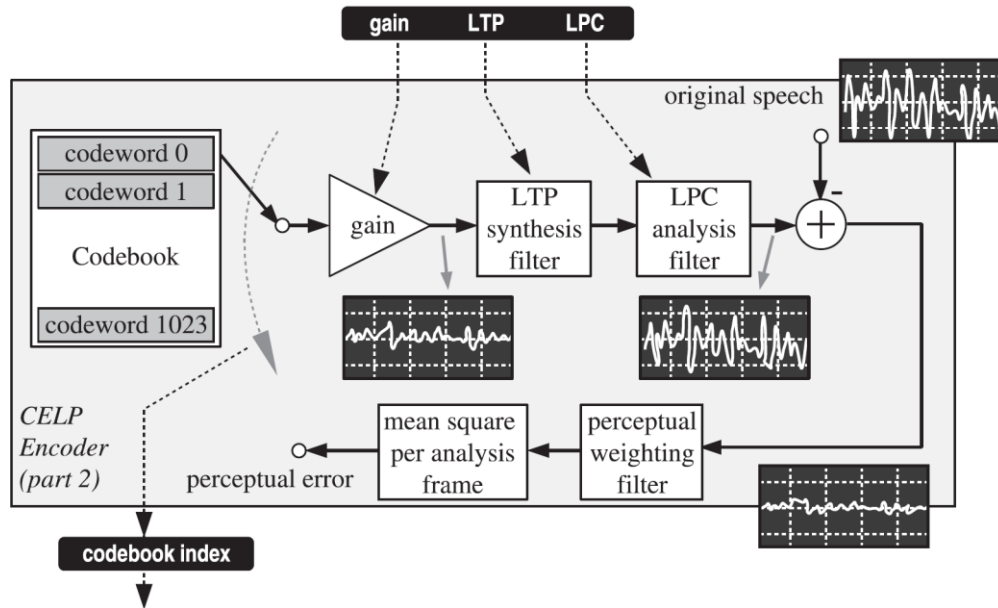 gain LTP LPC
original speech
codeword 0
codeword 1
Codebook
codeword 1023
gain
LTP
synthesis
filter
LPC
analysis
filter
-
+
CELP
Encoder
(part 2)
perceptual error
mean square
per analysis
frame
perceptual
weighting
filter
codebook index